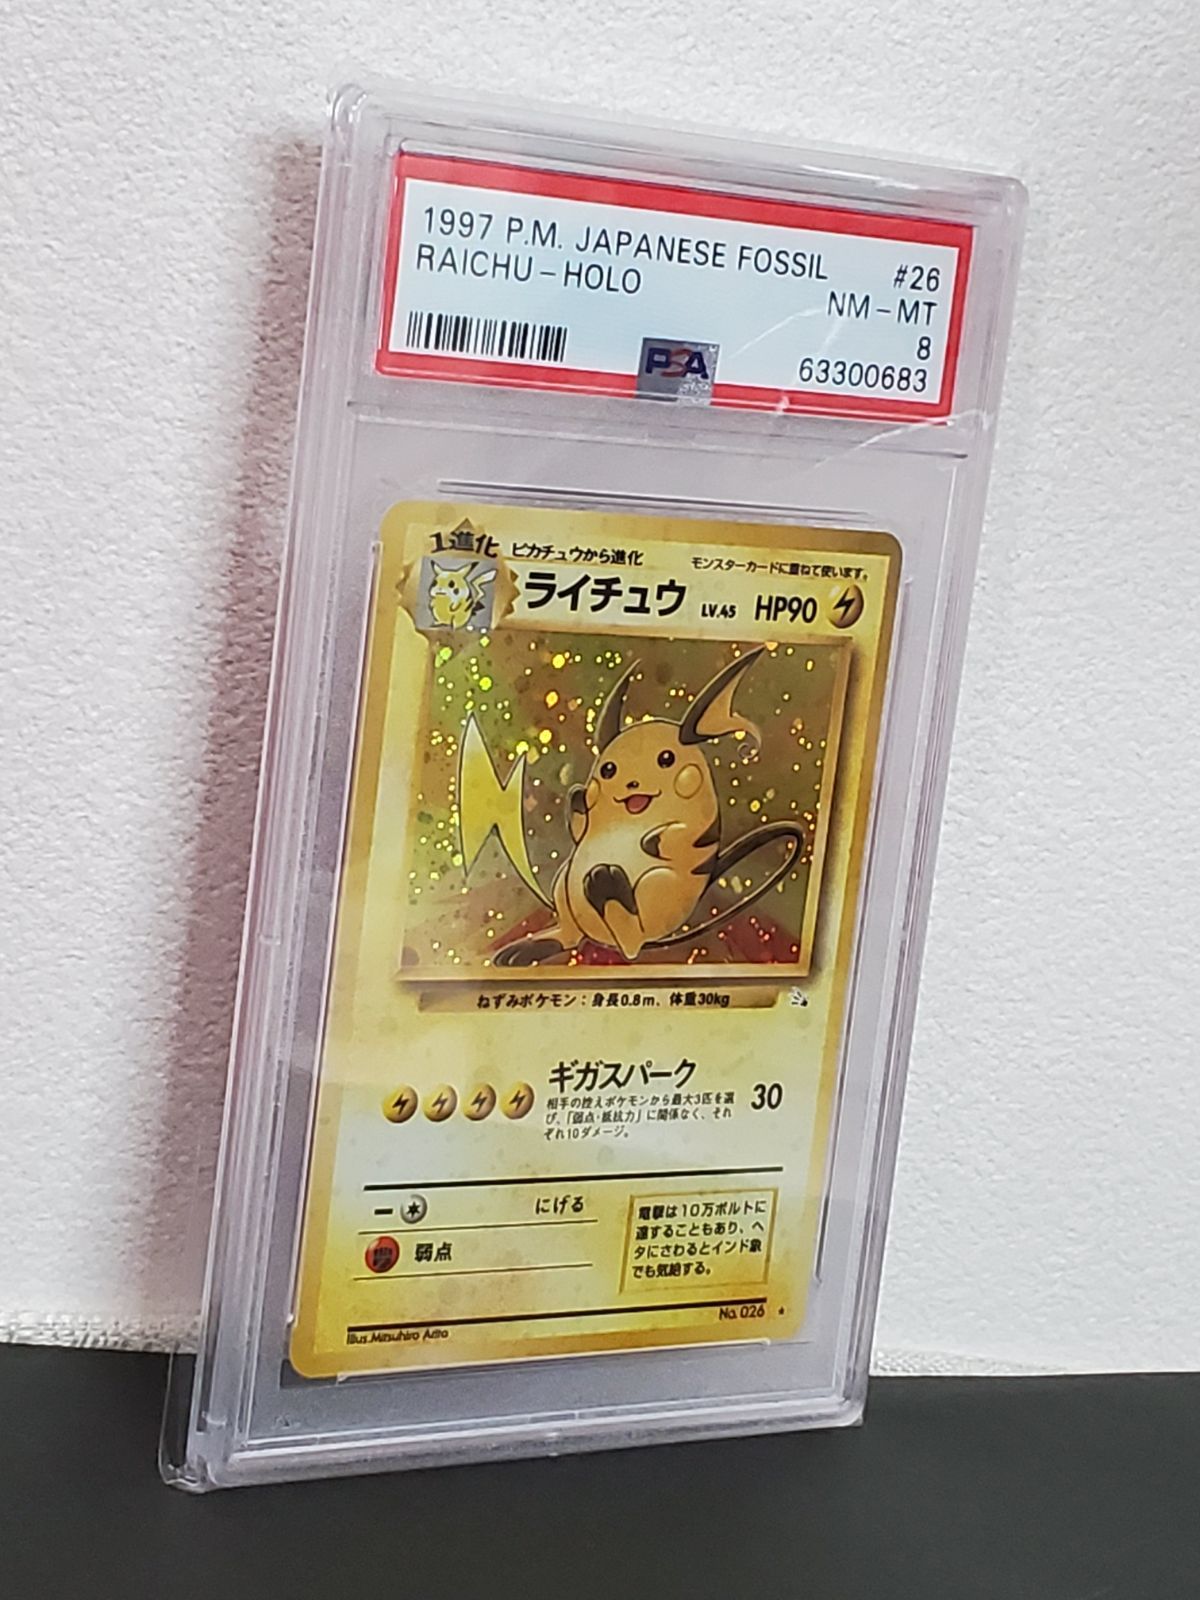 1997 P.M. JAPANESE FOSSIL #26
RAICHU - HOLO NM - MT
8
PSA 63300683
1進化 ピカチュウから進化 モンスターカードに重ねて使います。
ライチュウ LV.45 HP90
ねずみポケモン：身長0.8m、体重30kg
ギガスパーク 30
相手の控えポケモンから最大3匹を選
び、「弱点・抵抗力」に関係なく、それ
ぞれ10ダメージ。
にげる
弱点
電撃は10万ボルトに
達することもあり、ヘ
タにさわるとインド象
でも気絶する。
No. 026
Illus.Mitsuhiro Arita